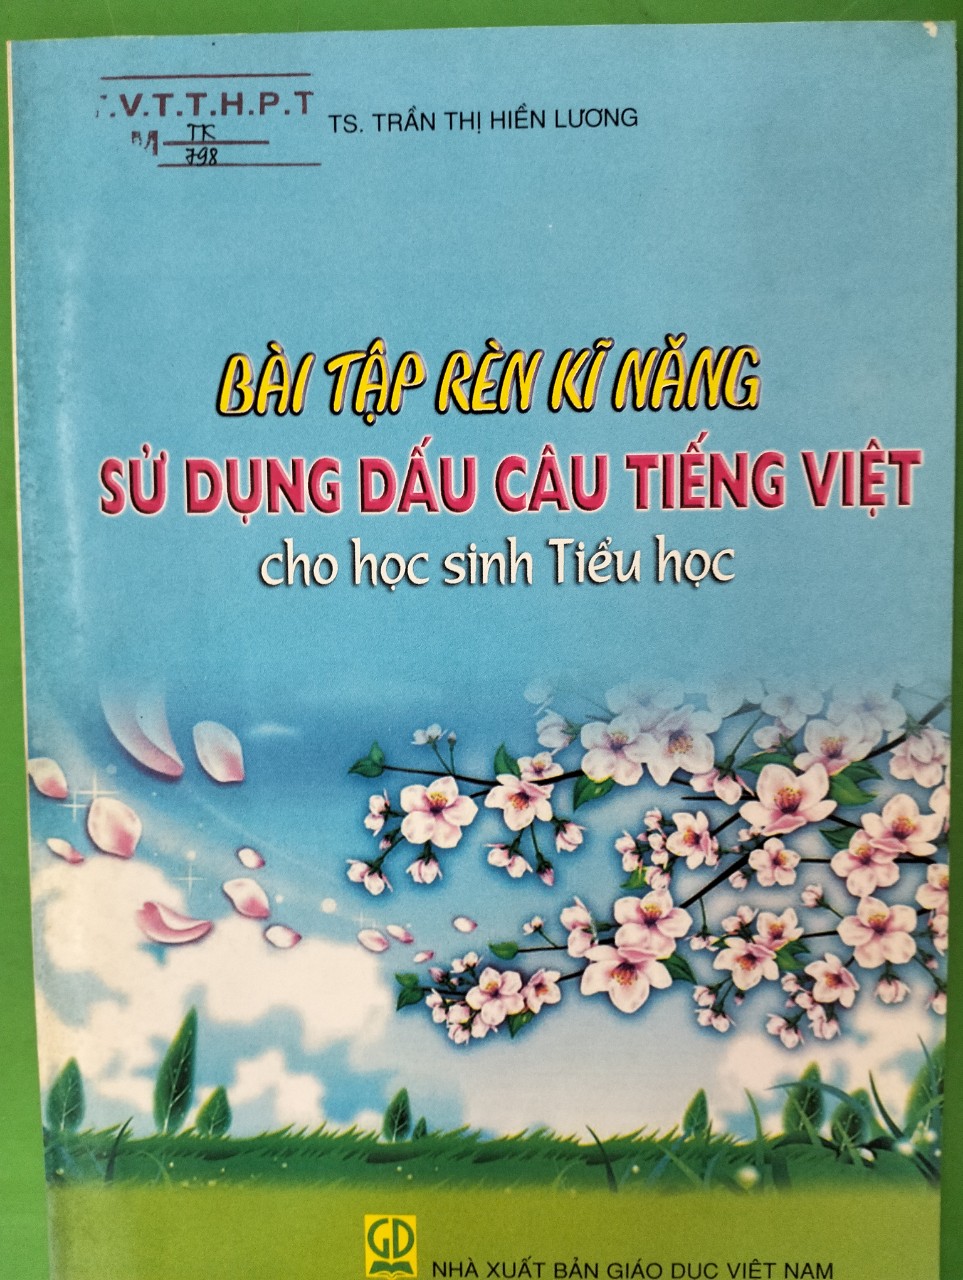 .V.T.T.H.P.T
TK
798
TS. TRẦN THỊ HIỀN LƯƠNG
BÀI TẬP RÈN KĨ NĂNG
SỬ DỤNG DẤU CÂU TIẾNG VIỆT
cho học sinh Tiểu học
GD
NHÀ XUẤT BẢN GIÁO DỤC VIỆT NAM